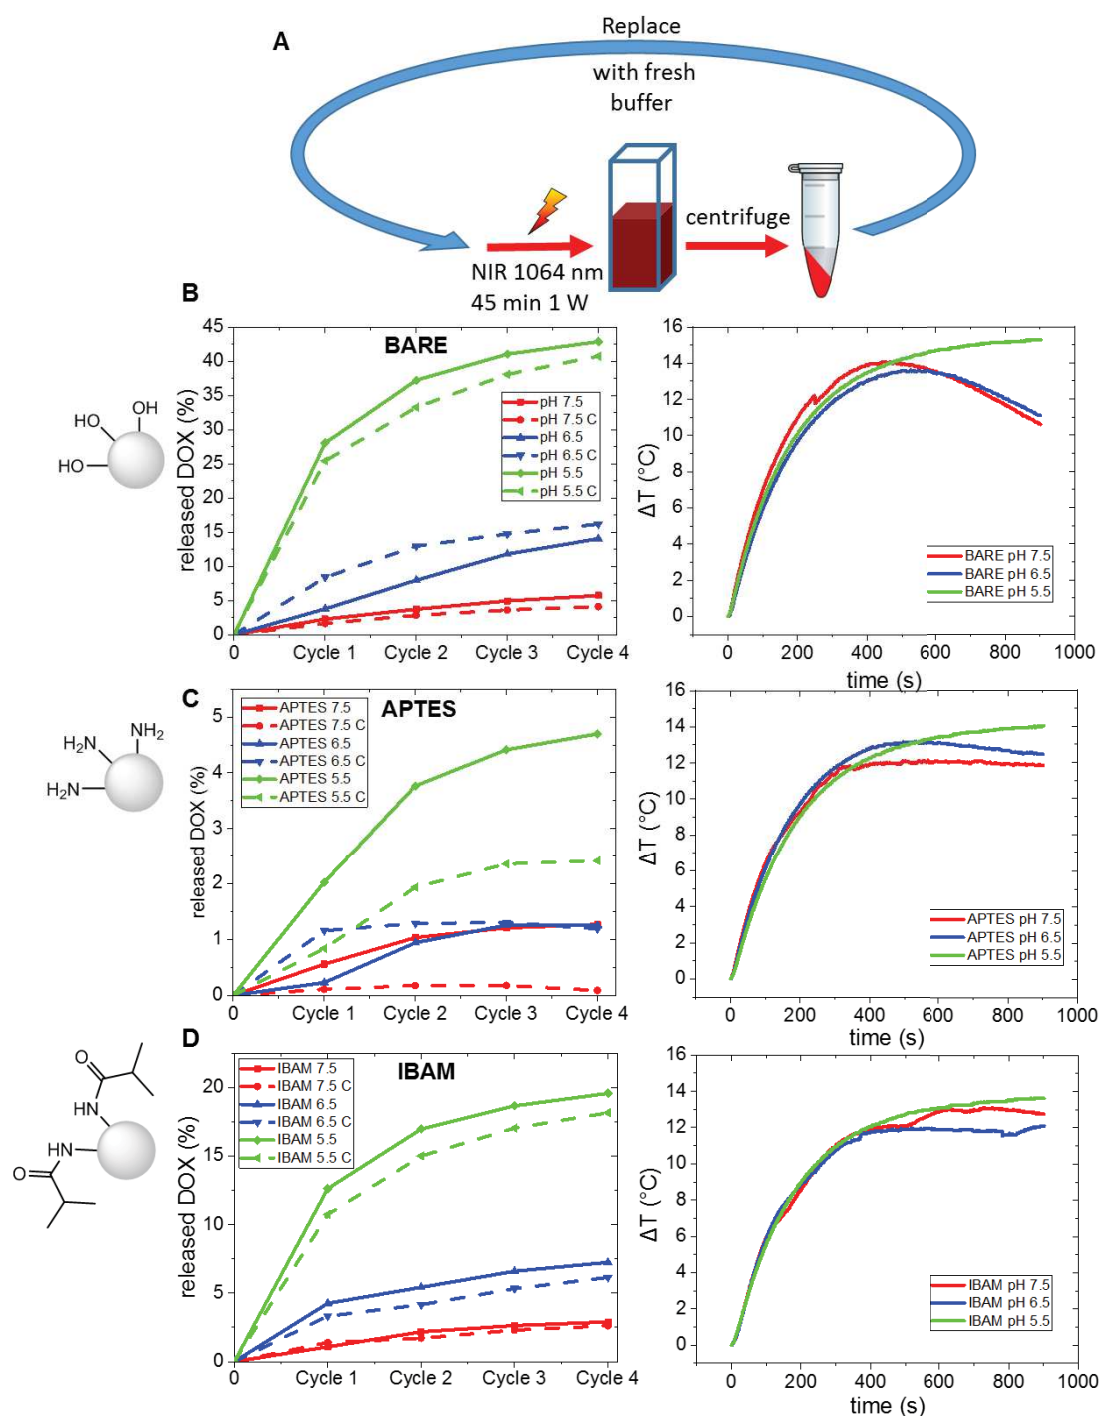 A
Replace
with fresh
buffer
centrifuge
NIR 1064 nm
45 min 1 W
B
HO
OH
HO
released DOX (%)
45
40
35
30
25
20
15
10
5
0
BARE
pH 7.5
pH 7.5 C
pH 6.5
pH 6.5 C
pH 5.5
pH 5.5 C
0 Cycle 1 Cycle 2 Cycle 3 Cycle 4
ΔT (°C)
16
14
12
10
8
6
4
2
0
BARE pH 7.5
BARE pH 6.5
BARE pH 5.5
0 200 400 600 800 1000
time (s)
C
H₂N
NH₂
H₂N
released DOX (%)
5
4
3
2
1
0
APTES
APTES 7.5
APTES 7.5 C
APTES 6.5
APTES 6.5 C
APTES 5.5
APTES 5.5 C
0 Cycle 1 Cycle 2 Cycle 3 Cycle 4
ΔT (°C)
16
14
12
10
8
6
4
2
0
APTES pH 7.5
APTES pH 6.5
APTES pH 5.5
0 200 400 600 800 1000
time (s)
D
O
HN
HN
O
released DOX (%)
20
15
10
5
0
IBAM
IBAM 7.5
IBAM 7.5 C
IBAM 6.5
IBAM 6.5 C
IBAM 5.5
IBAM 5.5 C
0 Cycle 1 Cycle 2 Cycle 3 Cycle 4
ΔT (°C)
16
14
12
10
8
6
4
2
0
IBAM pH 7.5
IBAM pH 6.5
IBAM pH 5.5
0 200 400 600 800 1000
time (s)